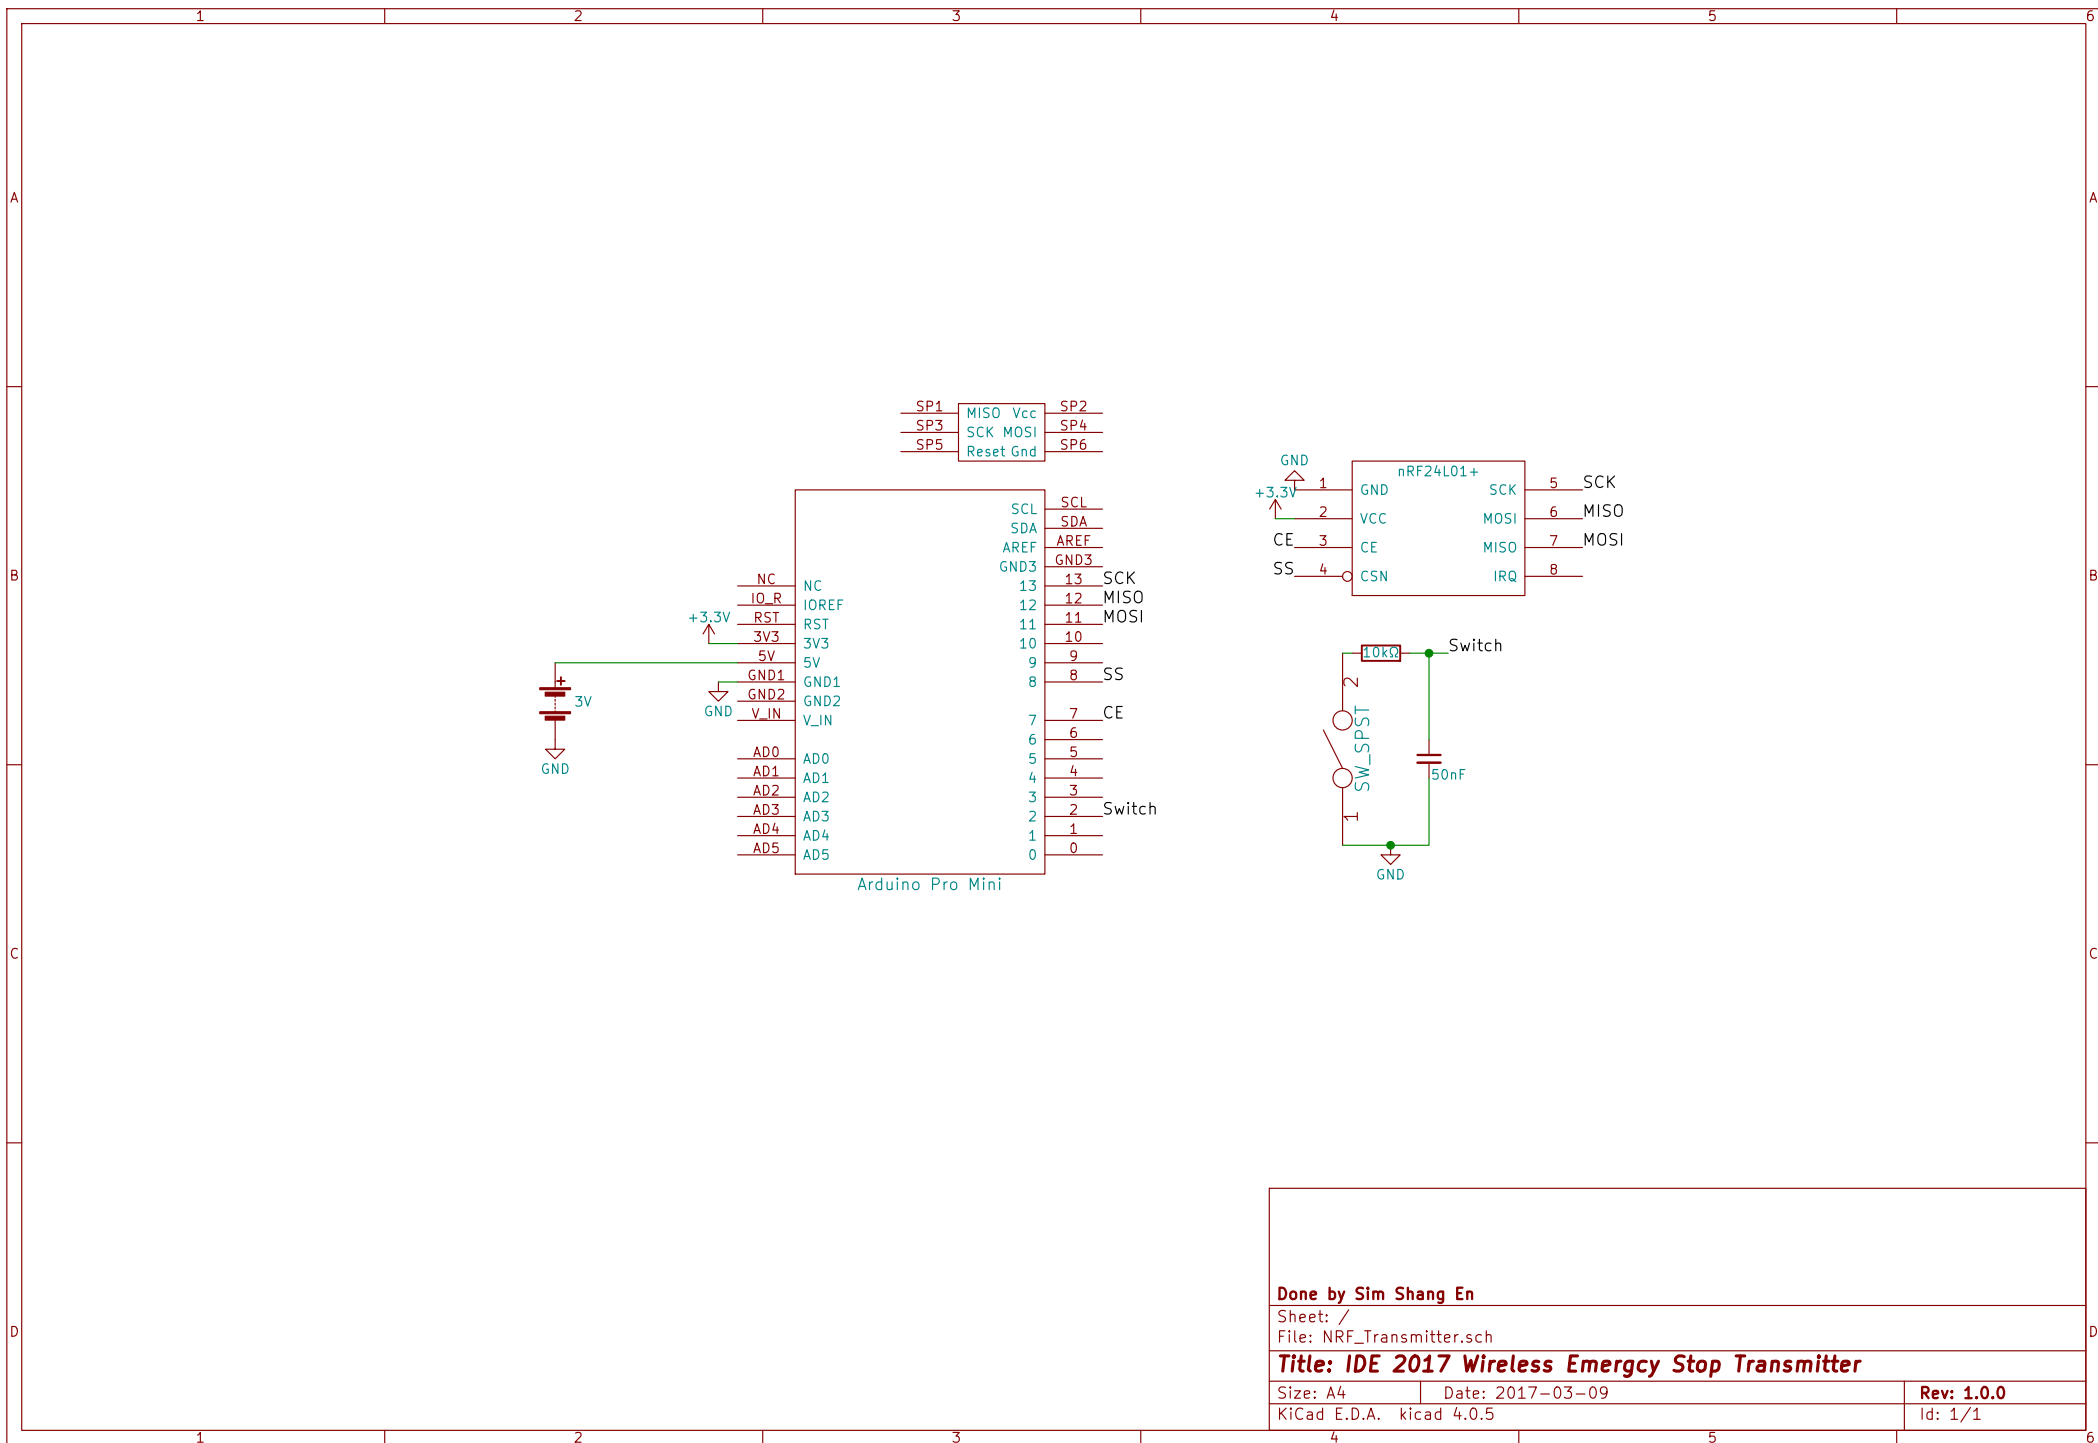 1 2 3 4 5 6
A A
SP1 MISO Vcc SP2
SP3 SCK MOSI SP4
SP5 Reset Gnd SP6
GND
nRF24L01+
+3.3V
1 GND SCK 5 SCK
2 VCC MOSI 6 MISO
CE 3 CE MISO 7 MOSI
SS 4 CSN IRQ 8
SCL SCL
SDA SDA
AREF AREF
GND3 GND3
B B
NC NC 13 13 SCK
IO_R IOREF 12 12 MISO
RST RST 11 11 MOSI
+3.3V
3V3 3V3 10 10
5V 5V 9 9
GND1 GND1 8 8 SS
GND2 GND2
V_IN V_IN 7 7 CE
6 6
AD0 AD0 5 5
AD1 AD1 4 4
AD2 AD2 3 3
AD3 AD3 2 2 Switch
AD4 AD4 1 1
AD5 AD5 0 0
Arduino Pro Mini
GND
+
3V
GND
10kΩ Switch
2
SW_SPST
50nF
1
GND
C C
Done by Sim Shang En
Sheet: /
File: NRF_Transmitter.sch
D D
Title: IDE 2017 Wireless Emergcy Stop Transmitter
Size: A4 Date: 2017-03-09 Rev: 1.0.0
KiCad E.D.A. kicad 4.0.5 Id: 1/1
1 2 3 4 5 6